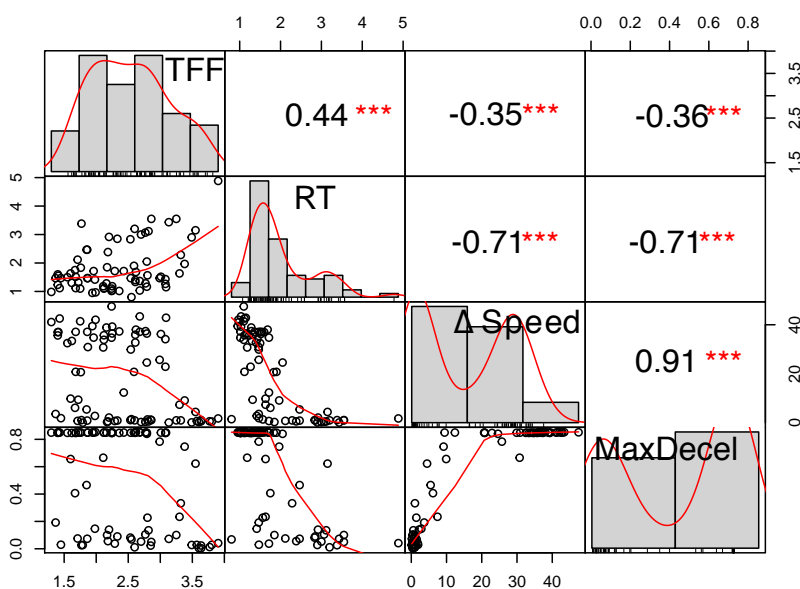 1 2 3 4 5
0.0 0.2 0.4 0.6 0.8
TFF
0.44 ***
-0.35***
-0.36***
1.5 2.5 3.5
1 2 3 4 5
RT
-0.71***
-0.71***
Δ Speed
0.91 ***
0 20 40
0.0 0.4 0.8
MaxDecel
1.5 2.5 3.5
0 10 20 30 40